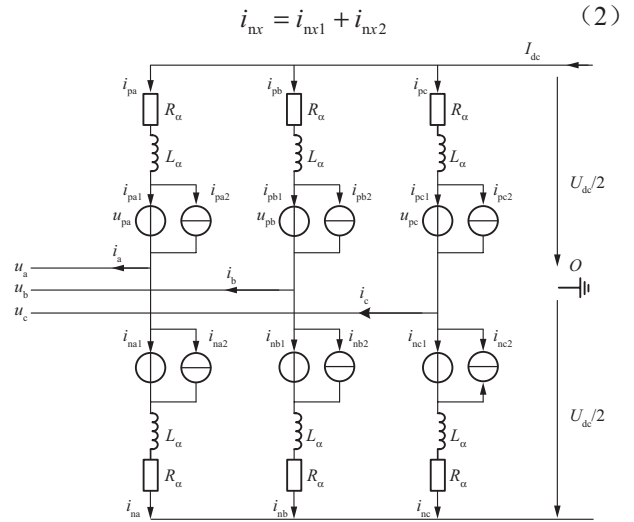 i_nx = i_nx1 + i_nx2 （2）
I_dc
i_pa i_pb i_pc
R_α R_α R_α
L_α L_α L_α
i_pa1 i_pa2 i_pb1 i_pb2 i_pc1 i_pc2
U_dc/2
u_pa u_pb u_pc
u_a i_a O
u_b i_b
u_c i_c
i_na1 i_na2 i_nb1 i_nb2 i_nc1 i_nc2
U_dc/2
L_α L_α L_α
R_α R_α R_α
i_na i_nb i_nc